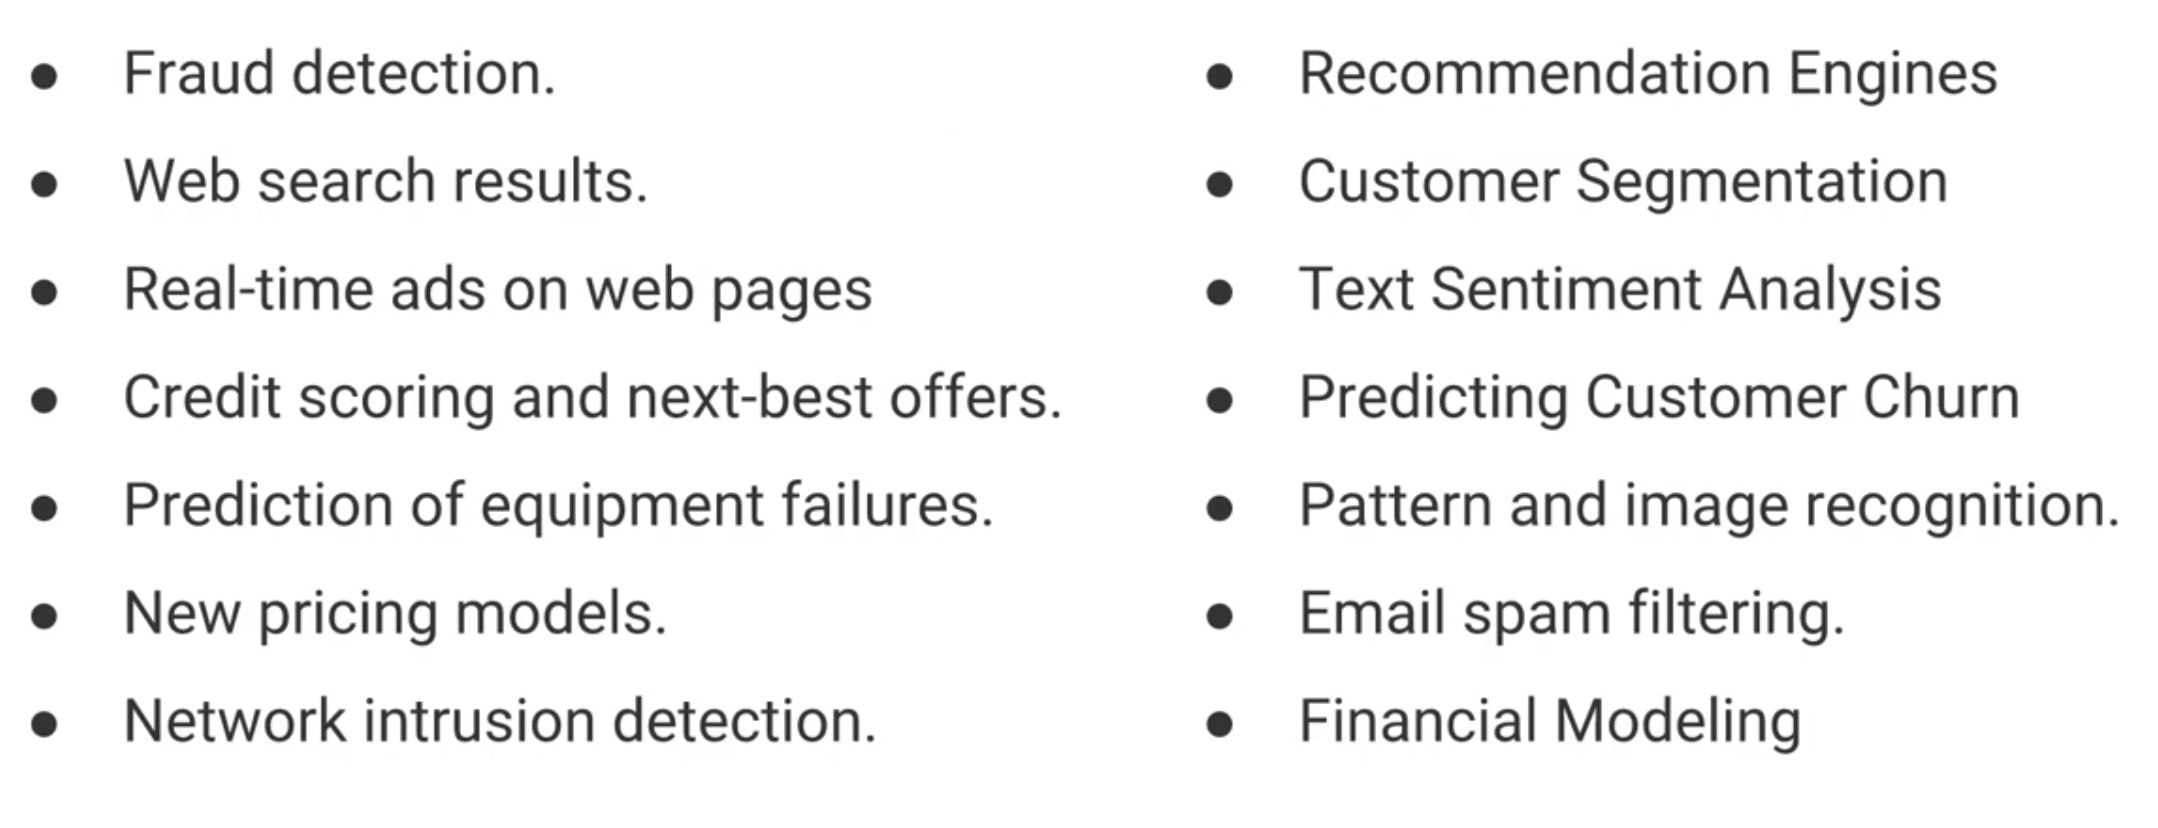 ● Fraud detection.
● Web search results.
● Real-time ads on web pages
● Credit scoring and next-best offers.
● Prediction of equipment failures.
● New pricing models.
● Network intrusion detection.
● Recommendation Engines
● Customer Segmentation
● Text Sentiment Analysis
● Predicting Customer Churn
● Pattern and image recognition.
● Email spam filtering.
● Financial Modeling